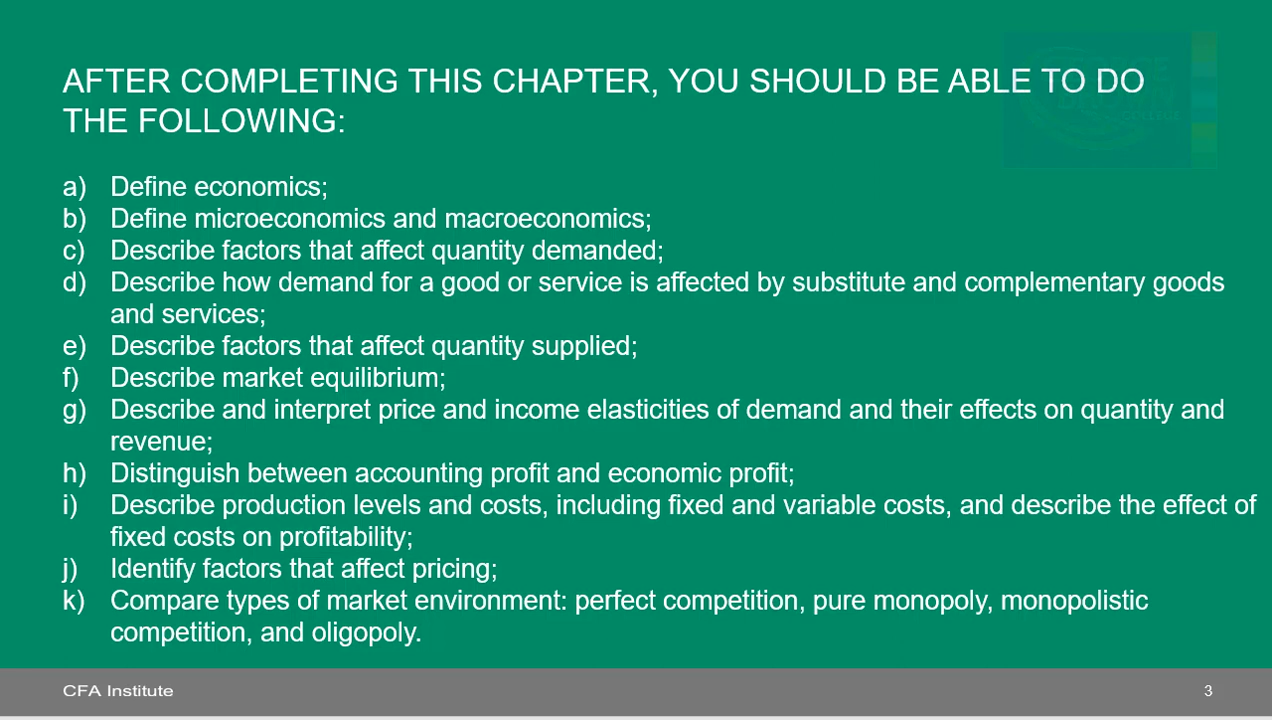 AFTER COMPLETING THIS CHAPTER, YOU SHOULD BE ABLE TO DO
THE FOLLOWING:
a) Define economics;
b) Define microeconomics and macroeconomics;
c) Describe factors that affect quantity demanded;
d) Describe how demand for a good or service is affected by substitute and complementary goods
and services;
e) Describe factors that affect quantity supplied;
f) Describe market equilibrium;
g) Describe and interpret price and income elasticities of demand and their effects on quantity and
revenue;
h) Distinguish between accounting profit and economic profit;
i) Describe production levels and costs, including fixed and variable costs, and describe the effect of
fixed costs on profitability;
j) Identify factors that affect pricing;
k) Compare types of market environment: perfect competition, pure monopoly, monopolistic
competition, and oligopoly.
CFA Institute
3